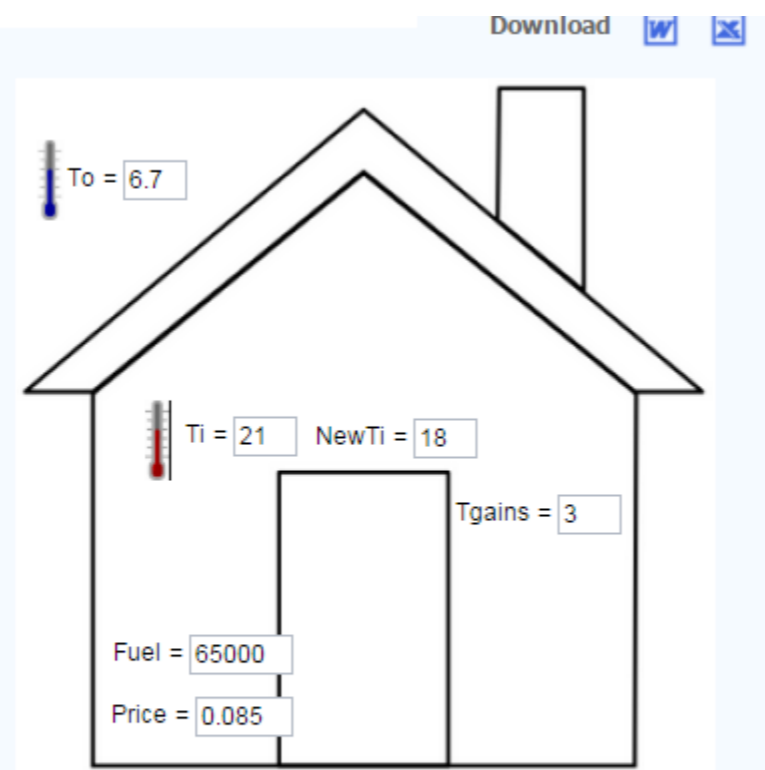 Download
To = 6.7
Ti = 21 NewTi = 18
Tgains = 3
Fuel = 65000
Price = 0.085